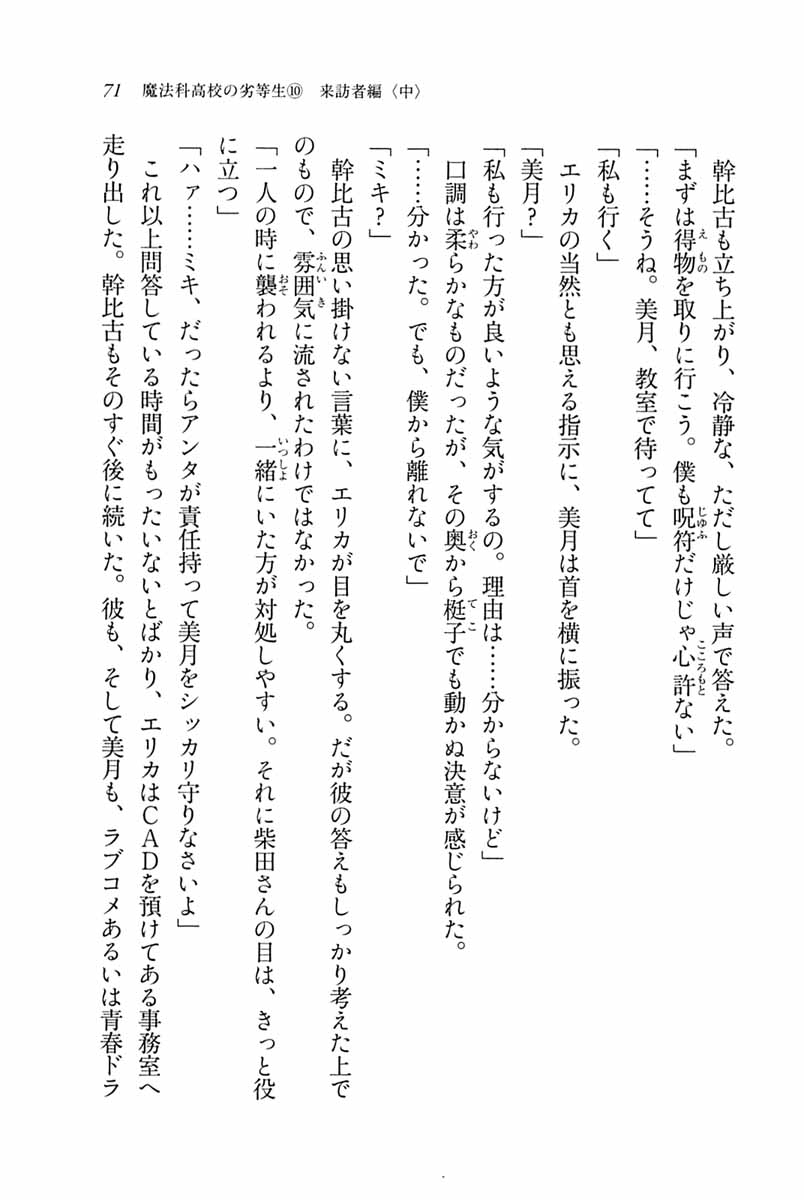 71　魔法科高校の劣等生⑩　来訪者編〈中〉
　幹比古も立ち上がり、冷静な、ただし厳しい声で答えた。
「まずは得物を取りに行こう。僕も呪符だけじゃ心許ない」
「……そうね。美月、教室で待ってて」
「私も行く」
　エリカの当然とも思える指示に、美月は首を横に振った。
「美月？」
「私も行った方が良いような気がするの。理由は……分からないけど」
　口調は柔らかなものだったが、その奥から梃子でも動かぬ決意が感じられた。
「……分かった。でも、僕から離れないで」
「ミキ？」
　幹比古の思い掛けない言葉に、エリカが目を丸くする。だが彼の答えもしっかり考えた上で
のもので、雰囲気に流されたわけではなかった。
「一人の時に襲われるより、一緒にいた方が対処しやすい。それに柴田さんの目は、きっと役
に立つ」
「ハァ……ミキ、だったらアンタが責任持って美月をシッカリ守りなさいよ」
　これ以上問答している時間がもったいないとばかり、エリカはCADを預けてある事務室へ
走り出した。幹比古もそのすぐ後に続いた。彼も、そして美月も、ラブコメあるいは青春ドラ